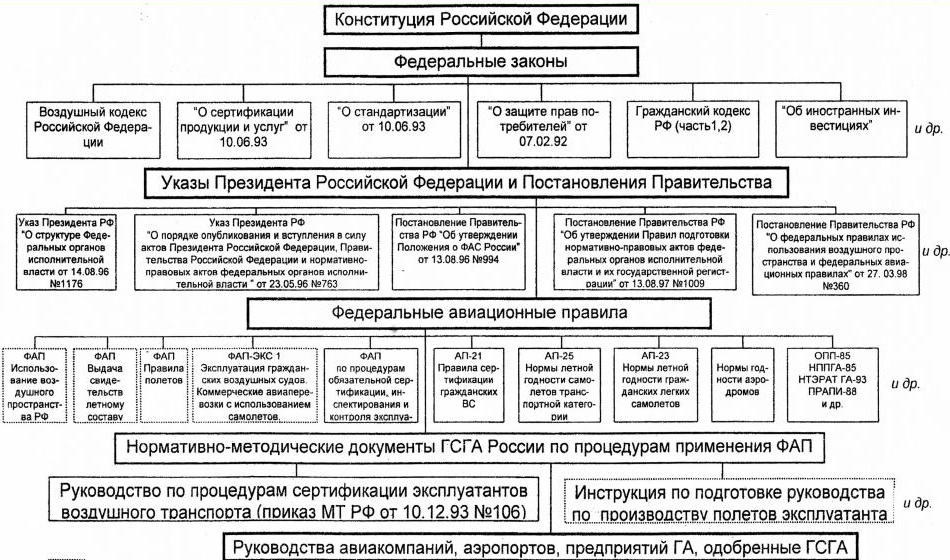 Конституция Российской Федерации
Федеральные законы
Воздушный кодекс
Российской Федера-
ции
"О сертификации
продукции и услуг" от
10.06.93
"О стандартизации"
от 10.06.93
"О защите прав по-
требителей" от
07.02.92
Гражданский кодекс
РФ (часть1,2)
"Об иностранных ин-
вестициях"
и др.
Указы Президента Российской Федерации и Постановления Правительства
Указ Президента РФ
"О структуре Феде-
ральных органов
исполнительной
власти от 14.08.96
№1176
Указ Президента РФ
"О порядке опубликования и вступления в силу
актов Президента Российской Федерации, Прави-
тельства Российской Федерации и нормативно-
правовых актов федеральных органов исполни-
тельной власти " от 23.05.96 №763
Постановление Правитель-
ства РФ "Об утверждении
Положения о ФАС России"
от 13.08.96 №994
Постановление Правительства РФ
"Об утверждении Правил подготовки
нормативно-правовых актов феде-
ральных органов исполнительной
власти и их государственной регист-
рации" от 13.08.97 №1009
Постановление Правительства РФ
"О федеральных правилах ис-
пользования воздушного про-
странства и федеральных авиа-
ционных правилах" от 27. 03.98
№360
и др.
Федеральные авиационные правила
ФАП
Использо-
вание воз-
душного
пространст-
ва РФ
ФАП
Выдача
свиде-
тельств
летному
составу
ФАП
Правила
полетов
ФАП-ЭКС 1
Эксплуатация граждан-
ских воздушных судов.
Коммерческие авиапере-
возки с использованием
самолетов.
ФАП
по процедурам
обязательной сер-
тификации, ин-
спектирования и
контроля эксплуа-
АП-21
Правила сер-
тификации
гражданских
ВС
АП-25
Нормы летной
годности само-
летов транс-
портной катего-
рии
АП-23
Нормы летной
годности граж-
данских легких
самолетов
Нормы год-
ности аэро-
дромов
ОПП-85
НППГА-85
НТЭРАТ ГА-93
ПРАПИ-88
и др.
и др.
Нормативно-методические документы ГСГА России по процедурам применения ФАП
Руководство по процедурам сертификации эксплуатантов
воздушного транспорта (приказ МТ РФ от 10.12.93 №106)
Инструкция по подготовке руководства
по производству полетов эксплуатанта
и др.
Руководства авиакомпаний, аэропортов, предприятий ГА, одобренные ГСГА